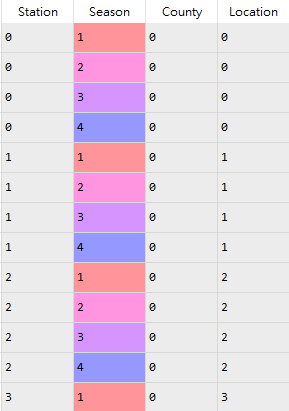 Station Season County Location
0 1 0 0
0 2 0 0
0 3 0 0
0 4 0 0
1 1 0 1
1 2 0 1
1 3 0 1
1 4 0 1
2 1 0 2
2 2 0 2
2 3 0 2
2 4 0 2
3 1 0 3